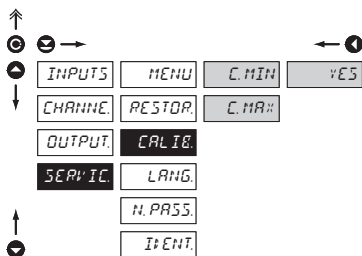 INPUTS MENU C.MIN YES
CHANNE. RESTOR. C.MAX
OUTPUT. CALIB.
SERVIC. LANG.
N.PASS.
IDENT.